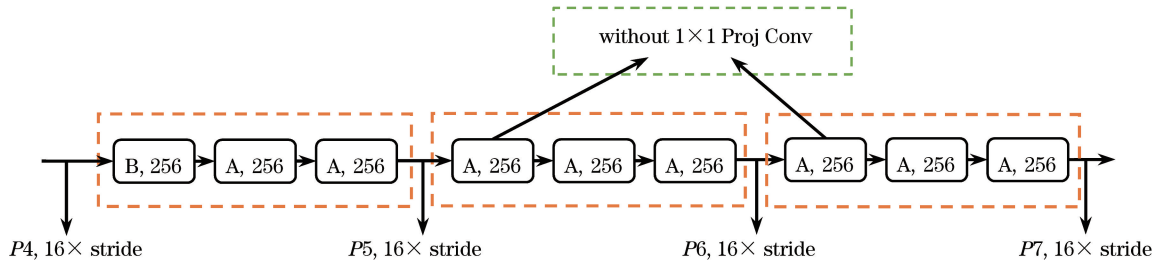 without 1×1 Proj Conv
B, 256
A, 256
A, 256
A, 256
A, 256
A, 256
A, 256
A, 256
A, 256
P4, 16× stride
P5, 16× stride
P6, 16× stride
P7, 16× stride